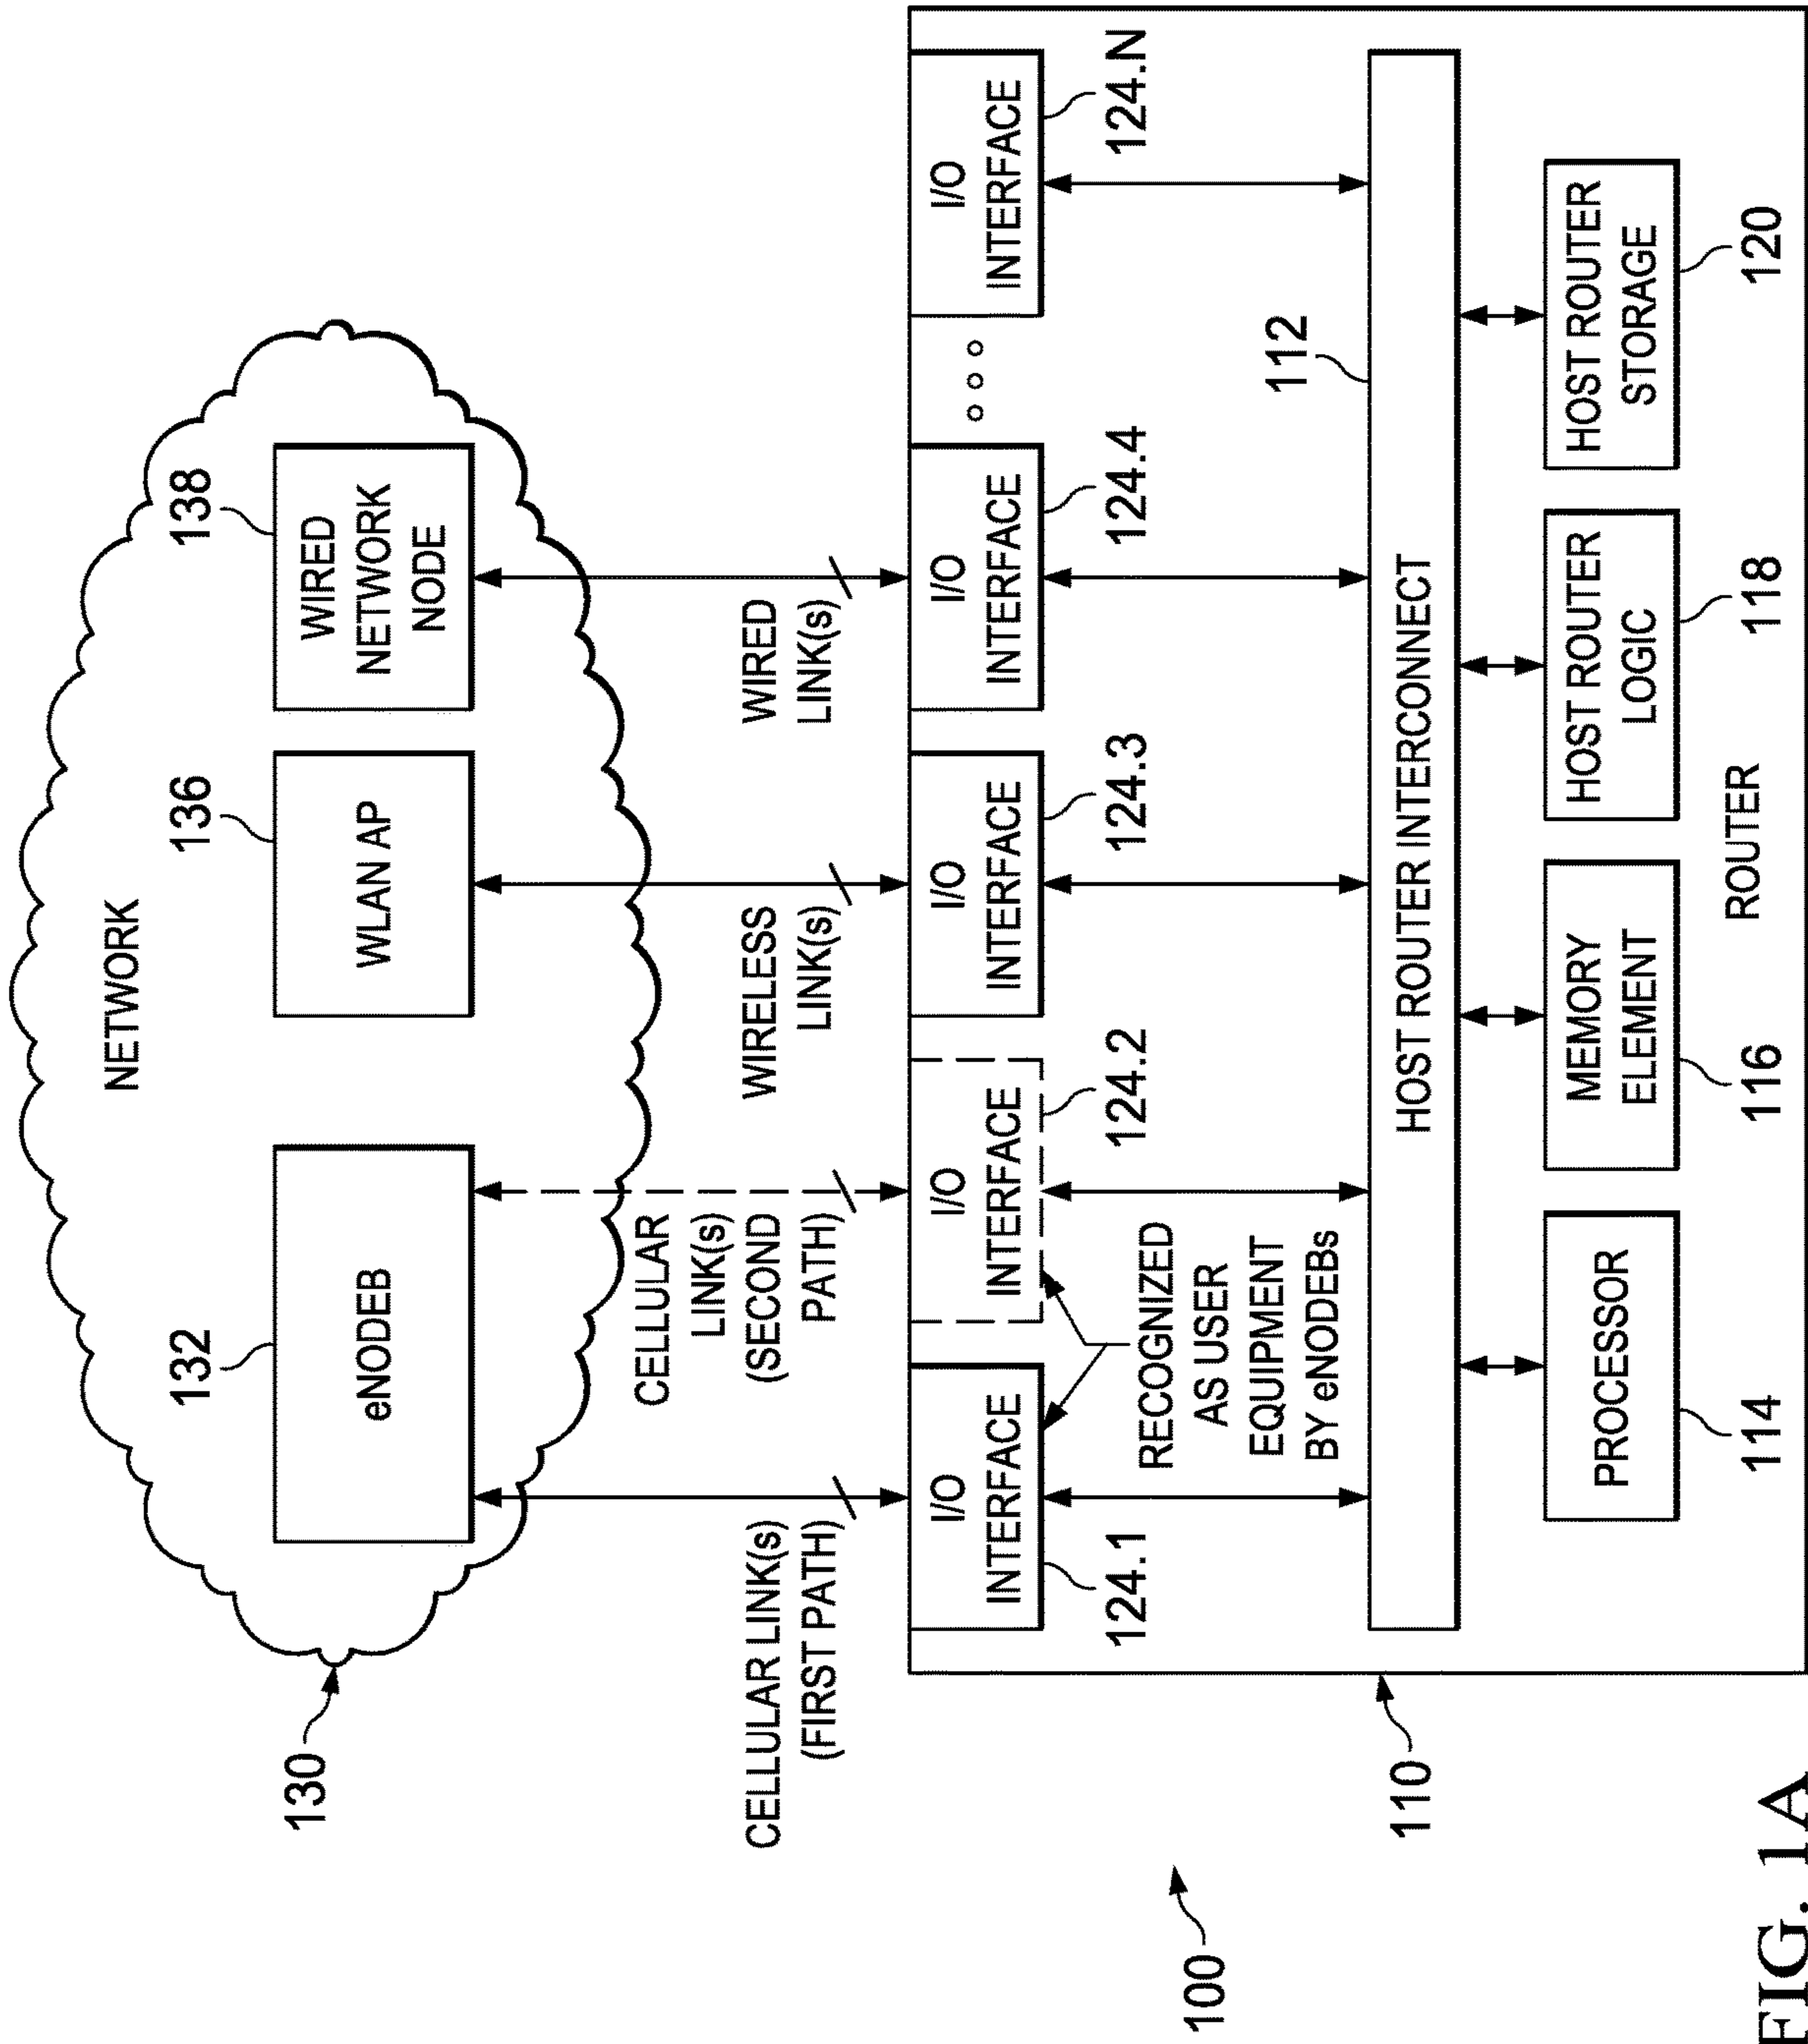 NETWORK
130
132
eNODEB
136
WLAN AP
138
WIRED
NETWORK
NODE
CELLULAR LINK(s)
(FIRST PATH)
CELLULAR
LINK(s)
(SECOND
PATH)
WIRELESS
LINK(s)
WIRED
LINK(s)
I/O
INTERFACE
124.1
I/O
INTERFACE
124.2
I/O
INTERFACE
124.3
I/O
INTERFACE
124.4
I/O
INTERFACE
124.N
RECOGNIZED
AS USER
EQUIPMENT
BY eNODEBs
100
110
112
HOST ROUTER INTERCONNECT
PROCESSOR
114
MEMORY
ELEMENT
116
HOST ROUTER
LOGIC
118
HOST ROUTER
STORAGE
120
ROUTER
FIG. 1A